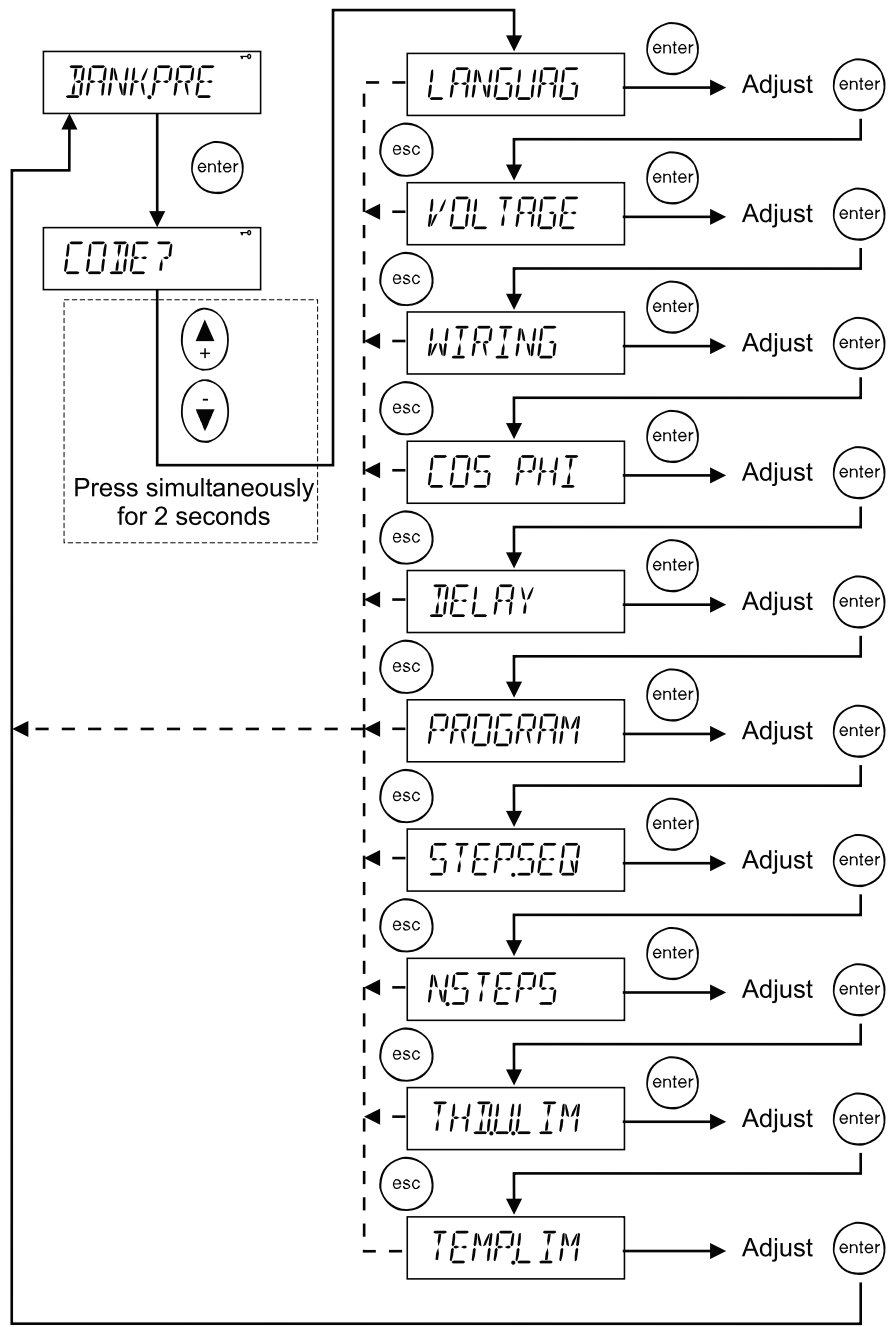 BANK.PRE
enter
CODE?
+
-
Press simultaneously
for 2 seconds
LANGUAG
enter
Adjust
enter
esc
VOLTAGE
enter
Adjust
enter
esc
WIRING
enter
Adjust
enter
esc
COS PHI
enter
Adjust
enter
esc
DELAY
enter
Adjust
enter
esc
PROGRAM
enter
Adjust
enter
esc
STEP.SEQ
enter
Adjust
enter
esc
N.STEPS
enter
Adjust
enter
esc
THD.U.LIM
enter
Adjust
enter
esc
TEMP.LIM
Adjust
enter